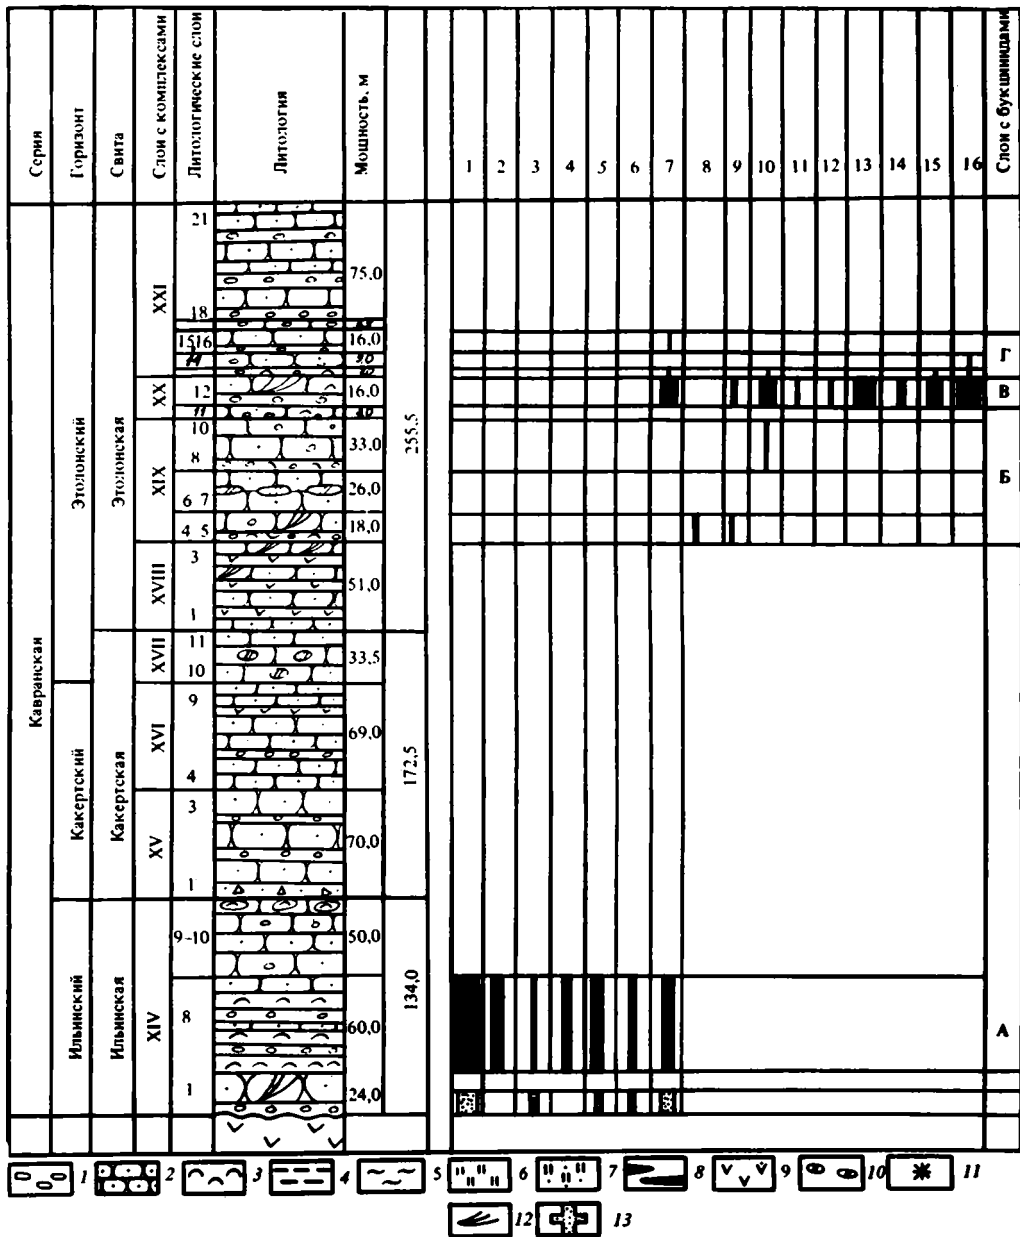 Серия
Горизонт
Свита
Слои с комплексами
Литологические слои
Литология
Мощность, м
1 2 3 4 5 6 7 8 9 10 11 12 13 14 15 16
Слои с букцинидами
Кавранская
Этолонский
Какертский
Ильинский
Этолонская
Какертская
Ильинская
XXI
XX
XIX
XVIII
XVII
XVI
XV
XIV
21
18
1516
14
12
11
10
8
6 7
4 5
3
1
11
10
9
4
3
1
9-10
8
1
75,0
16,0
16,0
33,0
26,0
18,0
51,0
33,5
69,0
70,0
50,0
60,0
24,0
255,5
172,5
134,0
Г
В
Б
А
1 2 3 4 5 6 7 8 9 10 11
12 13